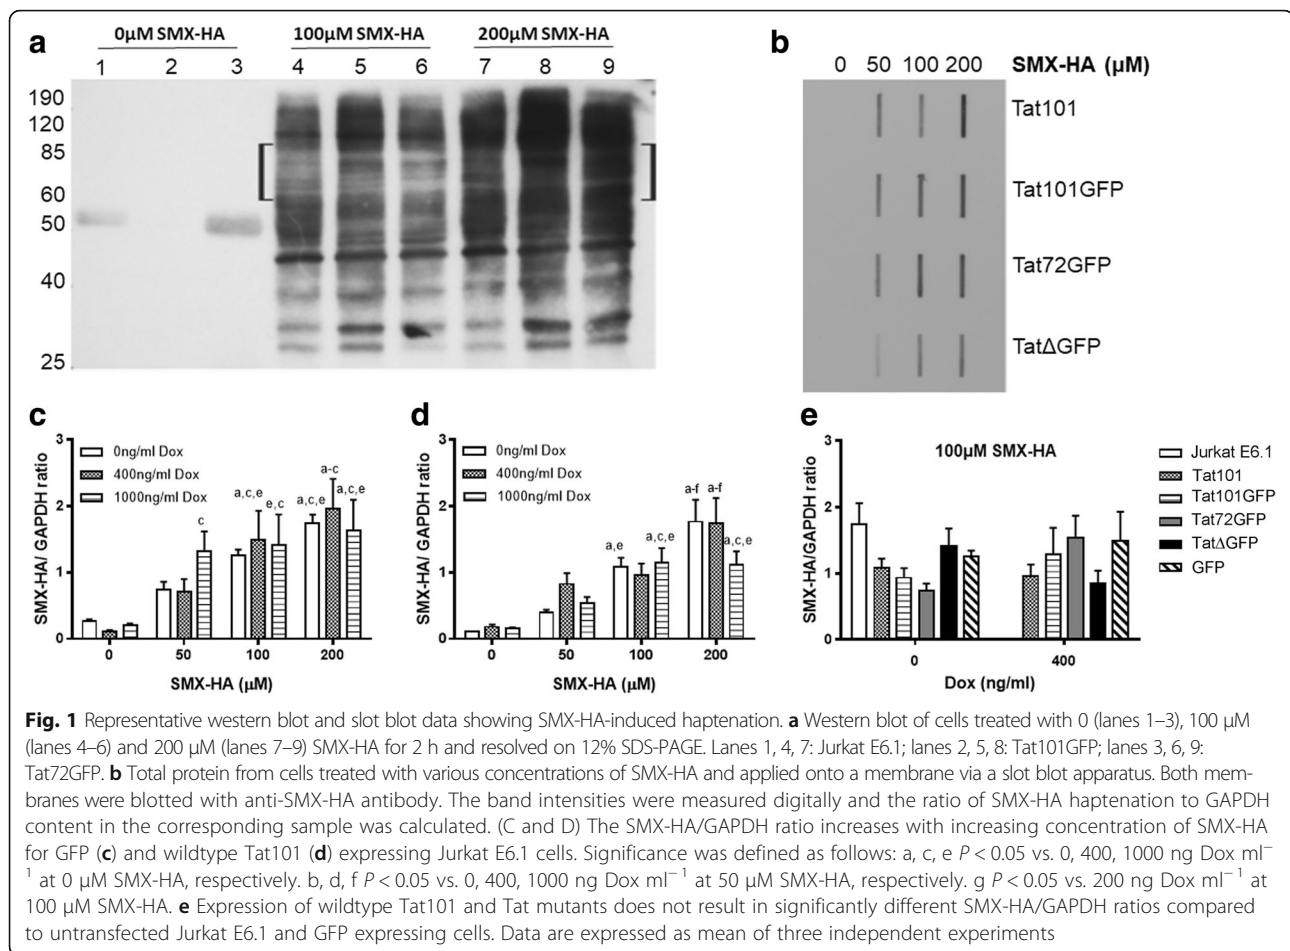 a
0µM SMX-HA 100µM SMX-HA 200µM SMX-HA
1 2 3 4 5 6 7 8 9
190
120
85
60
50
40
25
b
0 50 100 200 SMX-HA (µM)
Tat101
Tat101GFP
Tat72GFP
TatΔGFP
c
SMX-HA/ GAPDH ratio
3
2
1
0
0ng/ml Dox
400ng/ml Dox
1000ng/ml Dox
c
a,c,e
e,c
a,c,e
a-c
a,c,e
0 50 100 200
SMX-HA (µM)
d
SMX-HA/ GAPDH ratio
3
2
1
0
0ng/ml Dox
400ng/ml Dox
1000ng/ml Dox
a,e
a,c,e
a-f
a-f
a,c,e
0 50 100 200
SMX-HA (µM)
e
SMX-HA/GAPDH ratio
3
2
1
0
100µM SMX-HA
Jurkat E6.1
Tat101
Tat101GFP
Tat72GFP
TatΔGFP
GFP
0 400
Dox (ng/ml)
Fig. 1 Representative western blot and slot blot data showing SMX-HA-induced haptenation. a Western blot of cells treated with 0 (lanes 1–3), 100 µM
(lanes 4–6) and 200 µM (lanes 7–9) SMX-HA for 2 h and resolved on 12% SDS-PAGE. Lanes 1, 4, 7: Jurkat E6.1; lanes 2, 5, 8: Tat101GFP; lanes 3, 6, 9:
Tat72GFP. b Total protein from cells treated with various concentrations of SMX-HA and applied onto a membrane via a slot blot apparatus. Both mem-
branes were blotted with anti-SMX-HA antibody. The band intensities were measured digitally and the ratio of SMX-HA haptenation to GAPDH
content in the corresponding sample was calculated. (C and D) The SMX-HA/GAPDH ratio increases with increasing concentration of SMX-HA
for GFP (c) and wildtype Tat101 (d) expressing Jurkat E6.1 cells. Significance was defined as follows: a, c, e P < 0.05 vs. 0, 400, 1000 ng Dox ml⁻
¹ at 0 µM SMX-HA, respectively. b, d, f P < 0.05 vs. 0, 400, 1000 ng Dox ml⁻¹ at 50 µM SMX-HA, respectively. g P < 0.05 vs. 200 ng Dox ml⁻¹ at
100 µM SMX-HA. e Expression of wildtype Tat101 and Tat mutants does not result in significantly different SMX-HA/GAPDH ratios compared
to untransfected Jurkat E6.1 and GFP expressing cells. Data are expressed as mean of three independent experiments